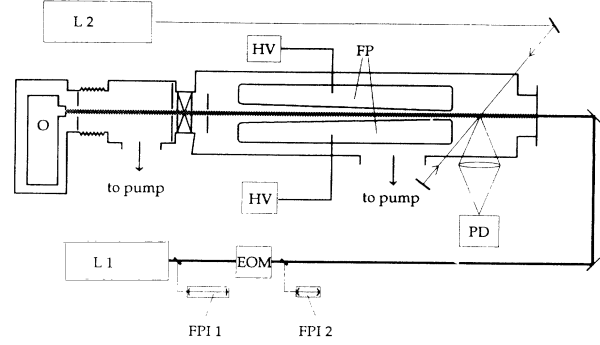 L 2
HV
FP
O
to pump
HV
to pump
PD
L 1
EOM
FPI 1
FPI 2